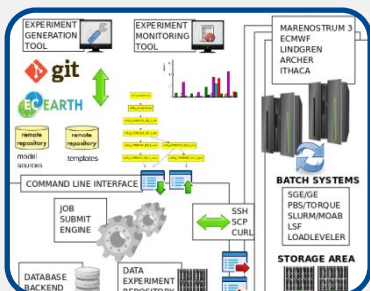 EXPERIMENT
GENERATION
TOOL
EXPERIMENT
MONITORING
TOOL
MARENOSTRUM 3
ECMWF
LINDGREN
ARCHER
ITHACA
git
EC EARTH
remote
repository
remote
repository
model
sources
templates
COMMAND LINE INTERFACE
BATCH SYSTEMS
JOB
SUBMIT
ENGINE
SSH
SCP
CURL
SGE/GE
PBS/TORQUE
SLURM/MOAB
LSF
LOADLEVELER
STORAGE AREA
DATABASE
BACKEND
DATA
EXPERIMENT
REPOSITORY